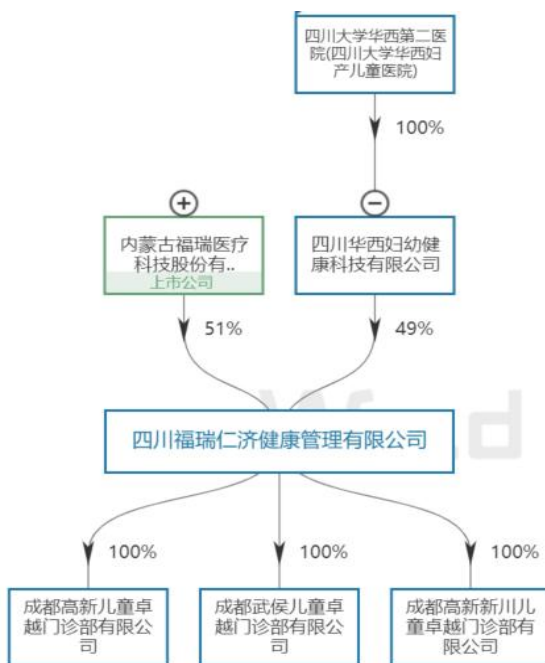 四川大学华西第二医
院(四川大学华西妇
产儿童医院)
100%
内蒙古福瑞医疗
科技股份有..
上市公司
四川华西妇幼健
康科技有限公司
51%
49%
四川福瑞仁济健康管理有限公司
100%
100%
100%
成都高新儿童卓
越门诊部有限公
司
成都武侯儿童卓
越门诊部有限公
司
成都高新新川儿
童卓越门诊部有
限公司